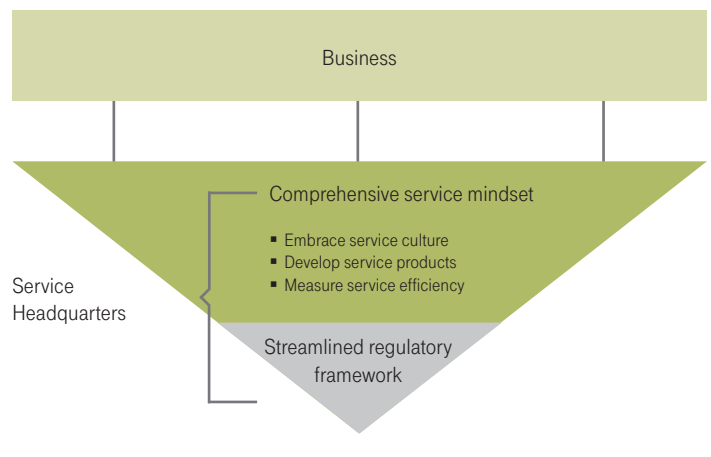 Business
Comprehensive service mindset
▪ Embrace service culture
▪ Develop service products
▪ Measure service efficiency
Service
Headquarters
Streamlined regulatory
framework